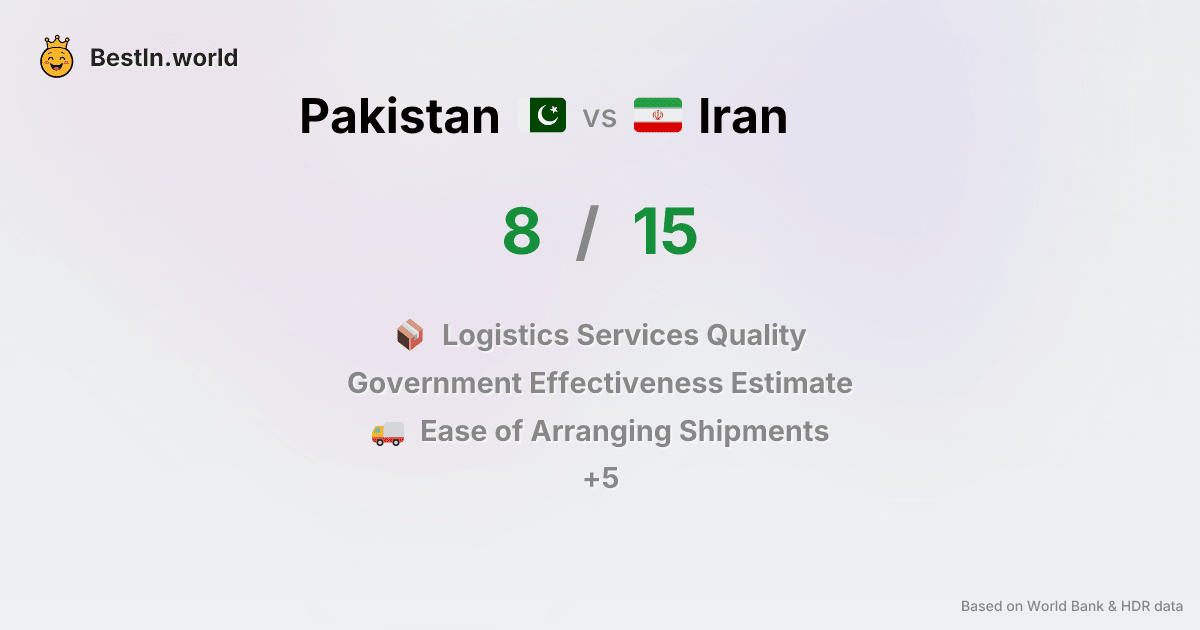 BestIn.world
Pakistan vs Iran
8 / 15
Logistics Services Quality
Government Effectiveness Estimate
Ease of Arranging Shipments
+5
Based on World Bank & HDR data